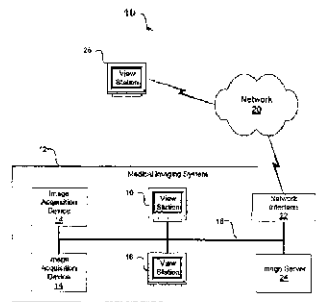 10
26
View
Station
Network
20
12
Medical Imaging System
Image
Acquisition
Device
14
16
View
Station
Network
Interface
22
18
Image
Acquisition
Device
14
16
View
Station
Image Server
24